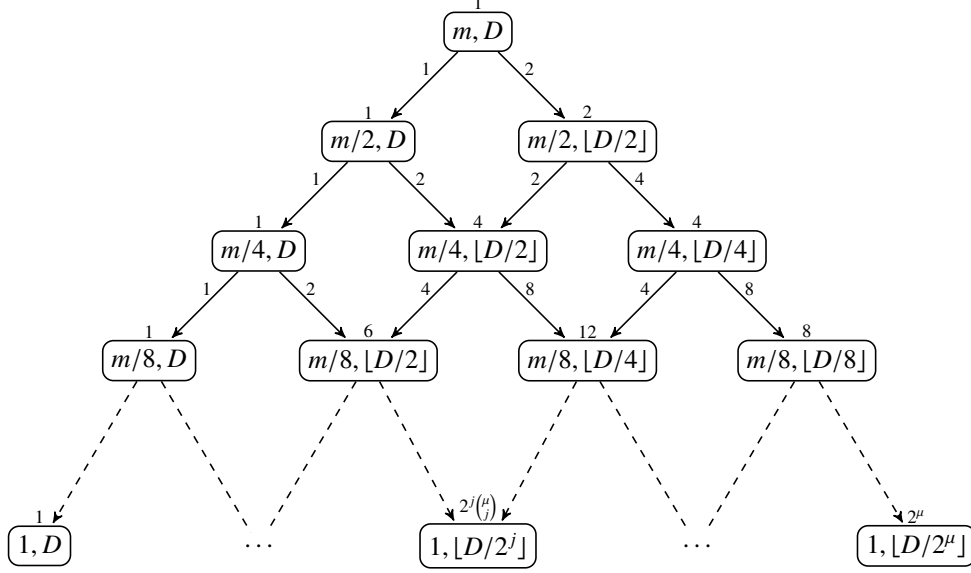 1
m, D
1 2
1 2
m/2, D m/2, ⌊D/2⌋
1 2 2 4
1 4 4
m/4, D m/4, ⌊D/2⌋ m/4, ⌊D/4⌋
1 2 4 8 4 8
1 6 12 8
m/8, D m/8, ⌊D/2⌋ m/8, ⌊D/4⌋ m/8, ⌊D/8⌋
1 2^j(μ j) 2^μ
1, D ⋯ 1, ⌊D/2^j⌋ ⋯ 1, ⌊D/2^μ⌋